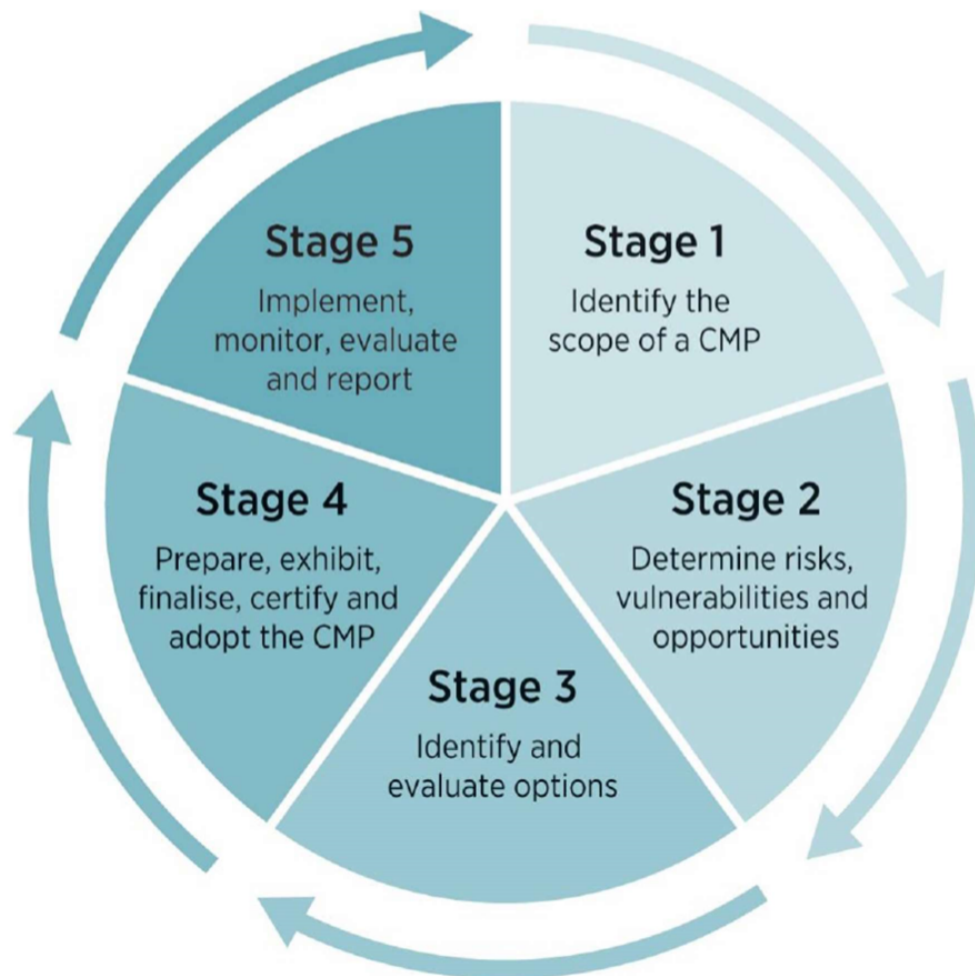 Stage 1
Identify the
scope of a CMP
Stage 2
Determine risks,
vulnerabilities and
opportunities
Stage 3
Identify and
evaluate options
Stage 4
Prepare, exhibit,
finalise, certify and
adopt the CMP
Stage 5
Implement,
monitor, evaluate
and report